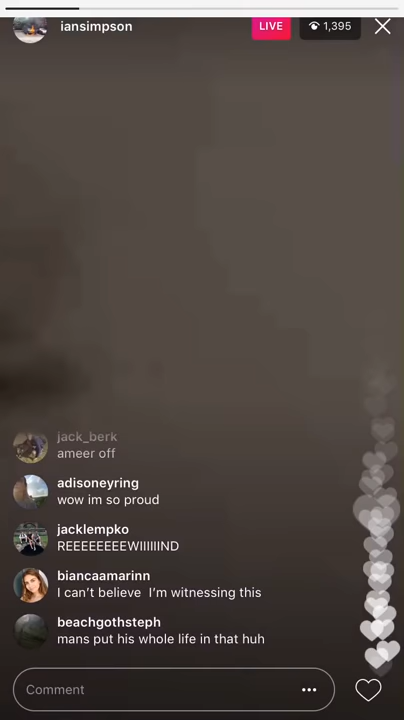 iansimpson
LIVE
1,395
jack_berk
ameer off
adisoneyring
wow im so proud
jacklempko
REEEEEEEEWIIIIIIND
biancaamarinn
I can’t believe  I’m witnessing this
beachgothsteph
mans put his whole life in that huh
Comment